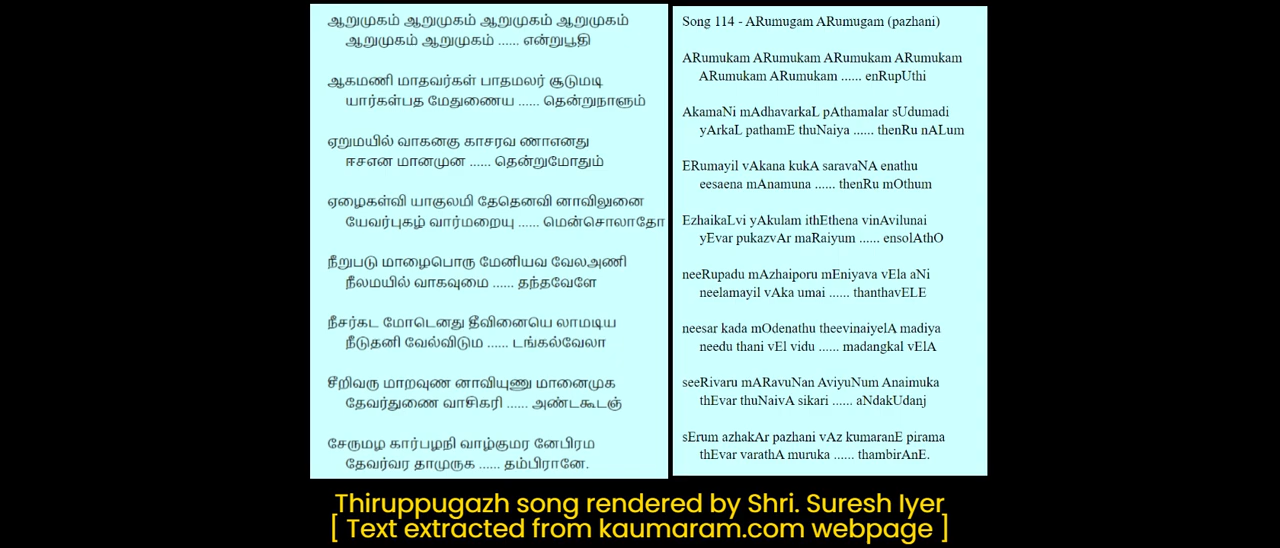 ஆறுமுகம் ஆறுமுகம் ஆறுமுகம் ஆறுமுகம்
ஆறுமுகம் ஆறுமுகம் ...... என்றுபூதி
ஆகமணி மாதவர்கள் பாதமலர் சூடுமடி
யார்கள்பத மேதுணைய ...... தென்றுநாளும்
ஏறுமயில் வாகனகு காசரவ ணாஎனது
ஈசஎன மானமுன ...... தென்றுமோதும்
ஏழைகள்வி யாகுலமி தேதெனவி னாவிலுனை
யேவர்புகழ் வார்மறையு ...... மென்சொலாதோ
நீறுபடு மாழைபொரு மேனியவ வேலஅணி
நீலமயில் வாகவுமை ...... தந்தவேளே
நீசர்கட மோடெனது தீவினையெ லாமடிய
நீடுதனி வேல்விடும ...... டங்கல்வேலா
சீறிவரு மாறவுண னாவியுணு மானைமுக
தேவர்துணை வாசிகரி ...... அண்டகூடஞ்
சேருமழ கார்பழநி வாழ்குமர னேபிரம
தேவர்வர தாமுருக ...... தம்பிரானே.
Song 114 - ARumugam ARumugam (pazhani)
ARumukam ARumukam ARumukam ARumukam
ARumukam ARumukam ...... enRupUthi
AkamaNi mAdhavarkaL pAthamalar sUdumadi
yArkaL pathamE thuNaiya ...... thenRu nALum
ERumayil vAkana kukA saravaNA enathu
eesaena mAnamuna ...... thenRu mOthum
EzhaikaLvi yAkulam ithEthena vinAvilunai
yEvar pukazvAr maRaiyum ...... ensolAthO
neeRupadu mAzhaiporu mEniyava vEla aNi
neelamayil vAka umai ...... thanthavELE
neesar kada mOdenathu theevinaiyelA madiya
needu thani vEl vidu ...... madangkal vElA
seeRivaru mARavuNan AviyuNum Anaimuka
thEvar thuNaivA sikari ...... aNdakUdanj
sErum azhakAr pazhani vAz kumaranE pirama
thEvar varathA muruka ...... thambirAnE.
Thiruppugazh song rendered by Shri. Suresh Iyer
[ Text extracted from kaumaram.com webpage ]